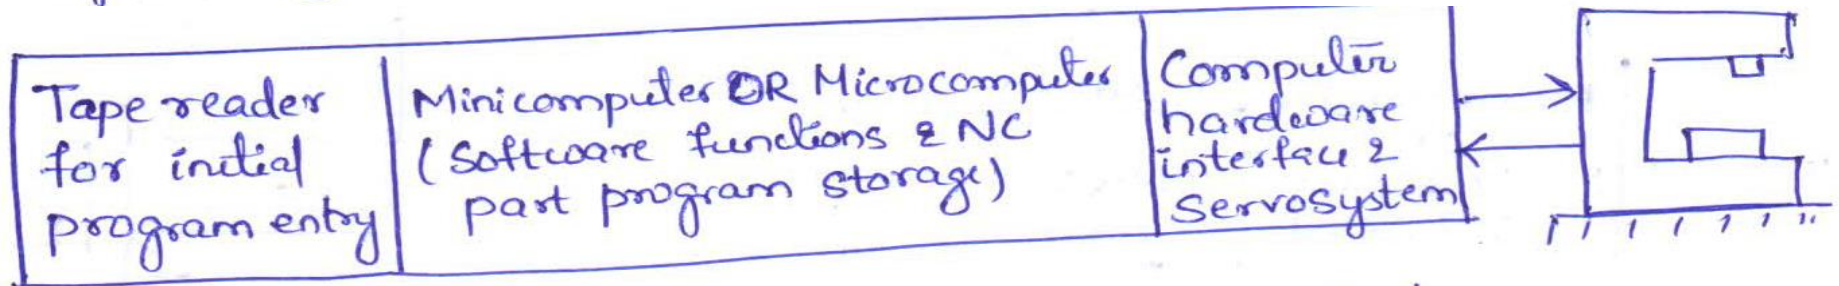 Tape reader
for initial
program entry
Minicomputer OR Microcomputer
(Software functions & NC
part program storage)
Computer
hardware
interface &
Servosystem